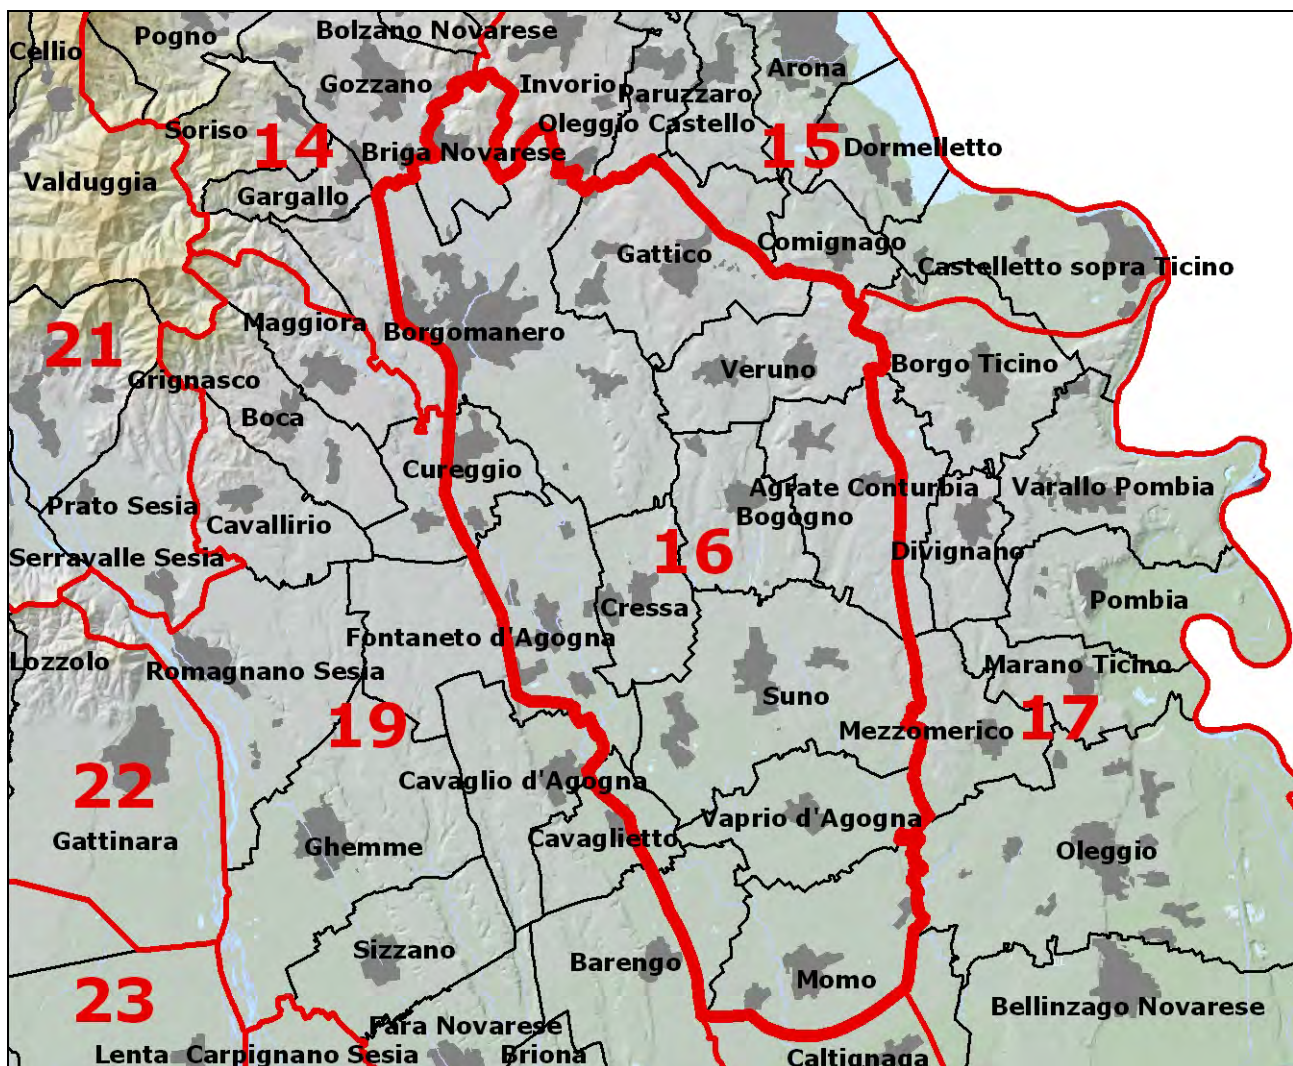 Bolzano Novarese
Pogno
Cellio
Arona
Gozzano
Invorio
Paruzzaro
Oleggio Castello
Soriso
14
15
Dormelletto
Briga Novarese
Valduggia
Gargallo
Comignago
Gattico
Castelletto sopra Ticino
Maggiora
Borgomanero
21
Veruno
Borgo Ticino
Grignasco
Boca
Cureggio
Agrate Conturbia
Varallo Pombia
Prato Sesia
Cavallirio
Bogogno
16
Divignano
Serravalle Sesia
Cressa
Pombia
Fontaneto d'Agogna
Lozzolo
Romagnano Sesia
Marano Ticino
Suno
17
19
Mezzomerico
22
Cavaglio d'Agogna
Vaprio d'Agogna
Gattinara
Ghemme
Cavaglietto
Oleggio
Sizzano
Barengo
Momo
23
Bellinzago Novarese
Fara Novarese
Lenta
Carpignano Sesia
Briona
Caltignaga